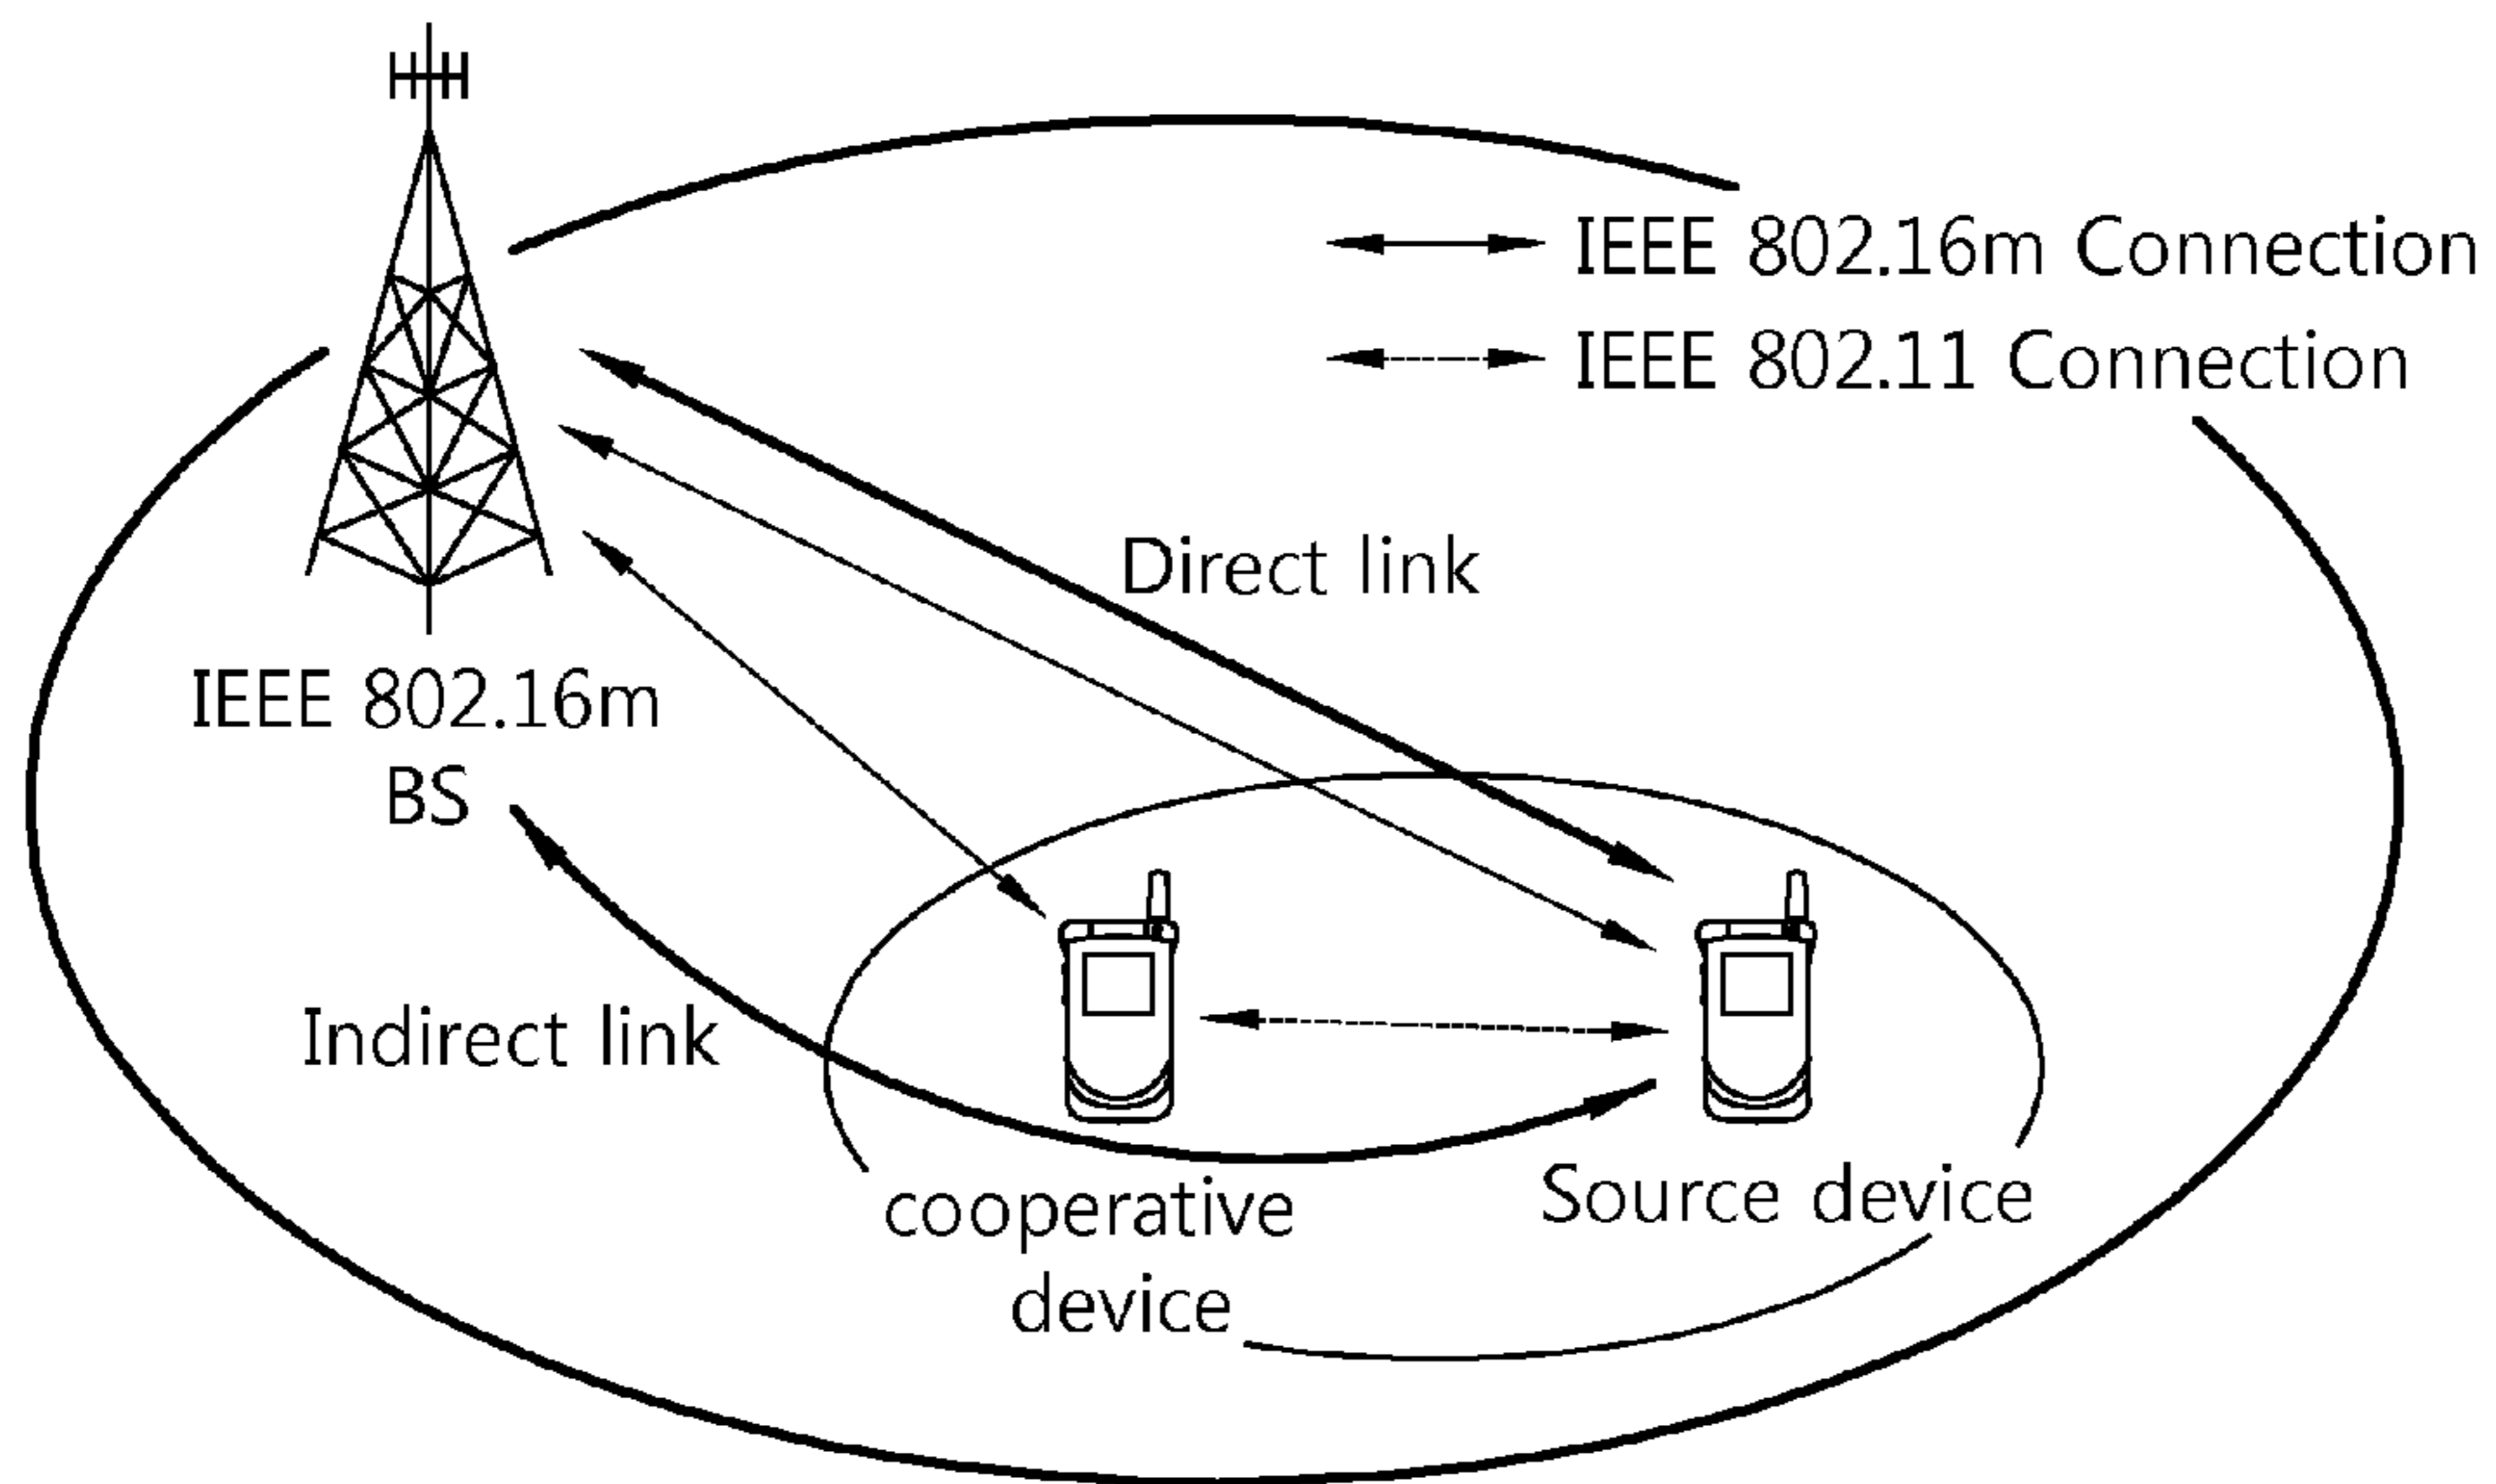 IEEE 802.16m Connection
IEEE 802.11 Connection
Direct link
IEEE 802.16m
BS
Indirect link
cooperative
device
Source device